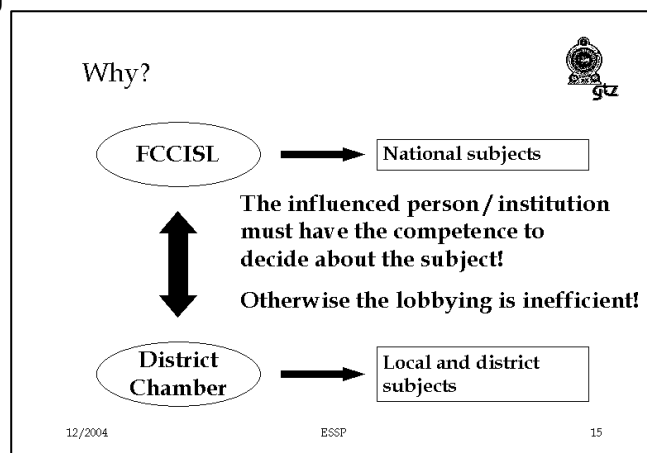 Why?
gtz
FCCISL
National subjects
The influenced person / institution
must have the competence to
decide about the subject!
Otherwise the lobbying is inefficient!
District
Chamber
Local and district
subjects
12/2004
ESSP
15